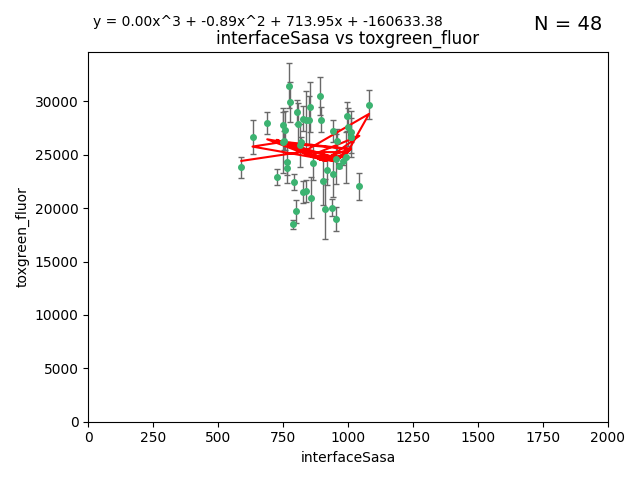 y = 0.00x^3 + -0.89x^2 + 713.95x + -160633.38
N = 48
interfaceSasa vs toxgreen_fluor
toxgreen_fluor
30000
25000
20000
15000
10000
5000
0
0 250 500 750 1000 1250 1500 1750 2000
interfaceSasa